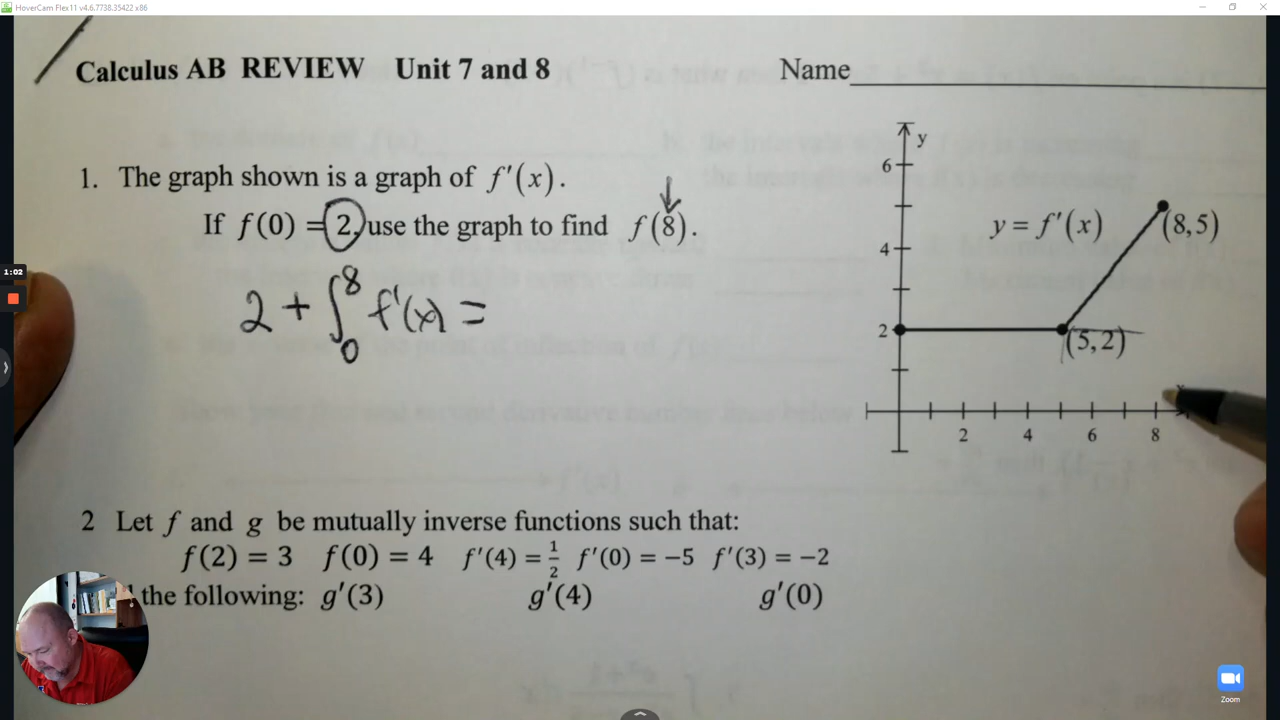 HoverCam Flex11 v4.6.7738.35422 x86
Calculus AB REVIEW Unit 7 and 8 Name
1. The graph shown is a graph of f'(x).
If f(0) = 2, use the graph to find f(8).
2 + ∫₀⁸ f'(x) =
y
6
4
2
y = f'(x)
(8,5)
(5,2)
2 4 6 8
1:02
2 Let f and g be mutually inverse functions such that:
f(2) = 3 f(0) = 4 f'(4) = 1/2 f'(0) = −5 f'(3) = −2
the following: g'(3) g'(4) g'(0)
Zoom